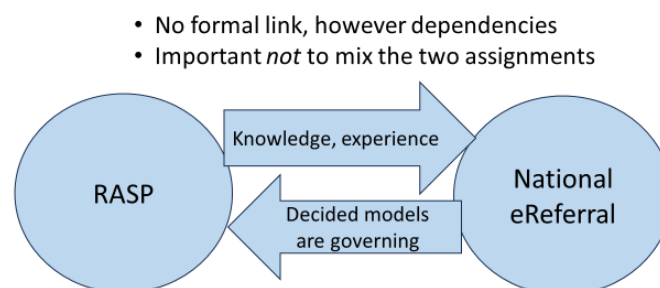 • No formal link, however dependencies
• Important not to mix the two assignments
Knowledge, experience
RASP
National
eReferral
Decided models
are governing